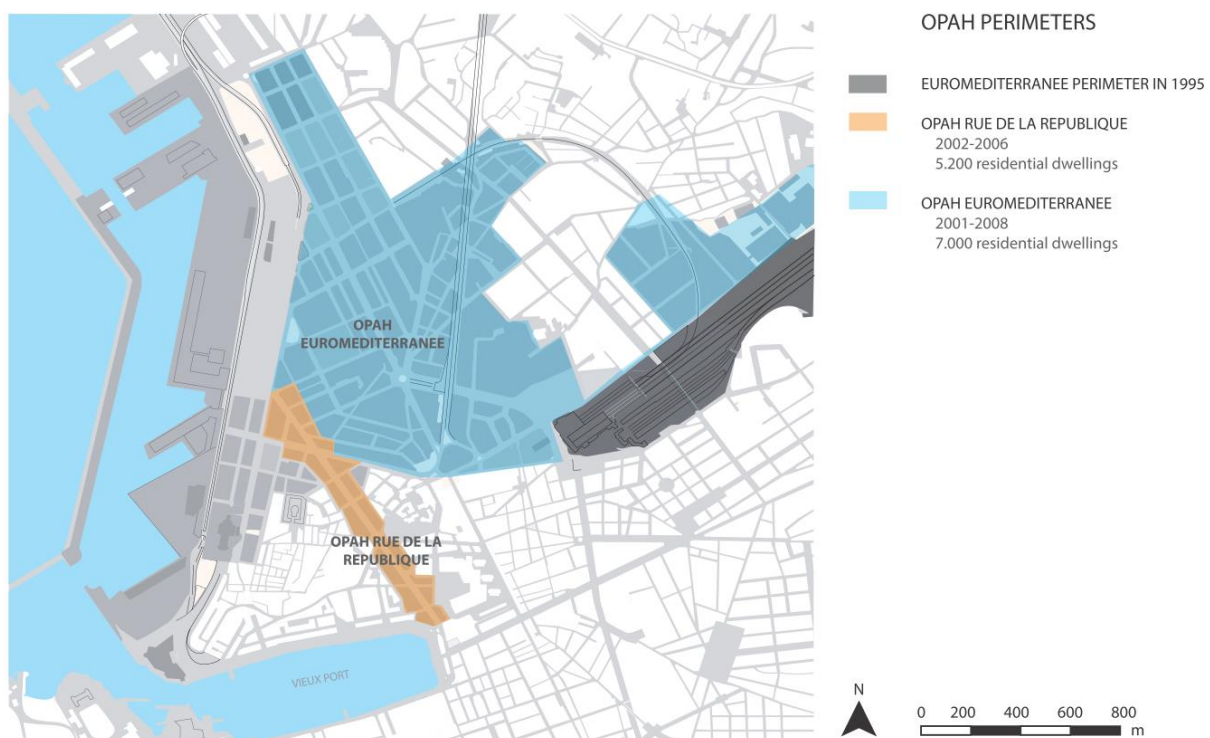 OPAH PERIMETERS
EUROMEDITERRANEE PERIMETER IN 1995
OPAH RUE DE LA REPUBLIQUE
2002-2006
5.200 residential dwellings
OPAH EUROMEDITERRANEE
2001-2008
7.000 residential dwellings
OPAH
EUROMEDITERRANEE
OPAH RUE DE LA
REPUBLIQUE
VIEUX PORT
N
0 200 400 600 800
m